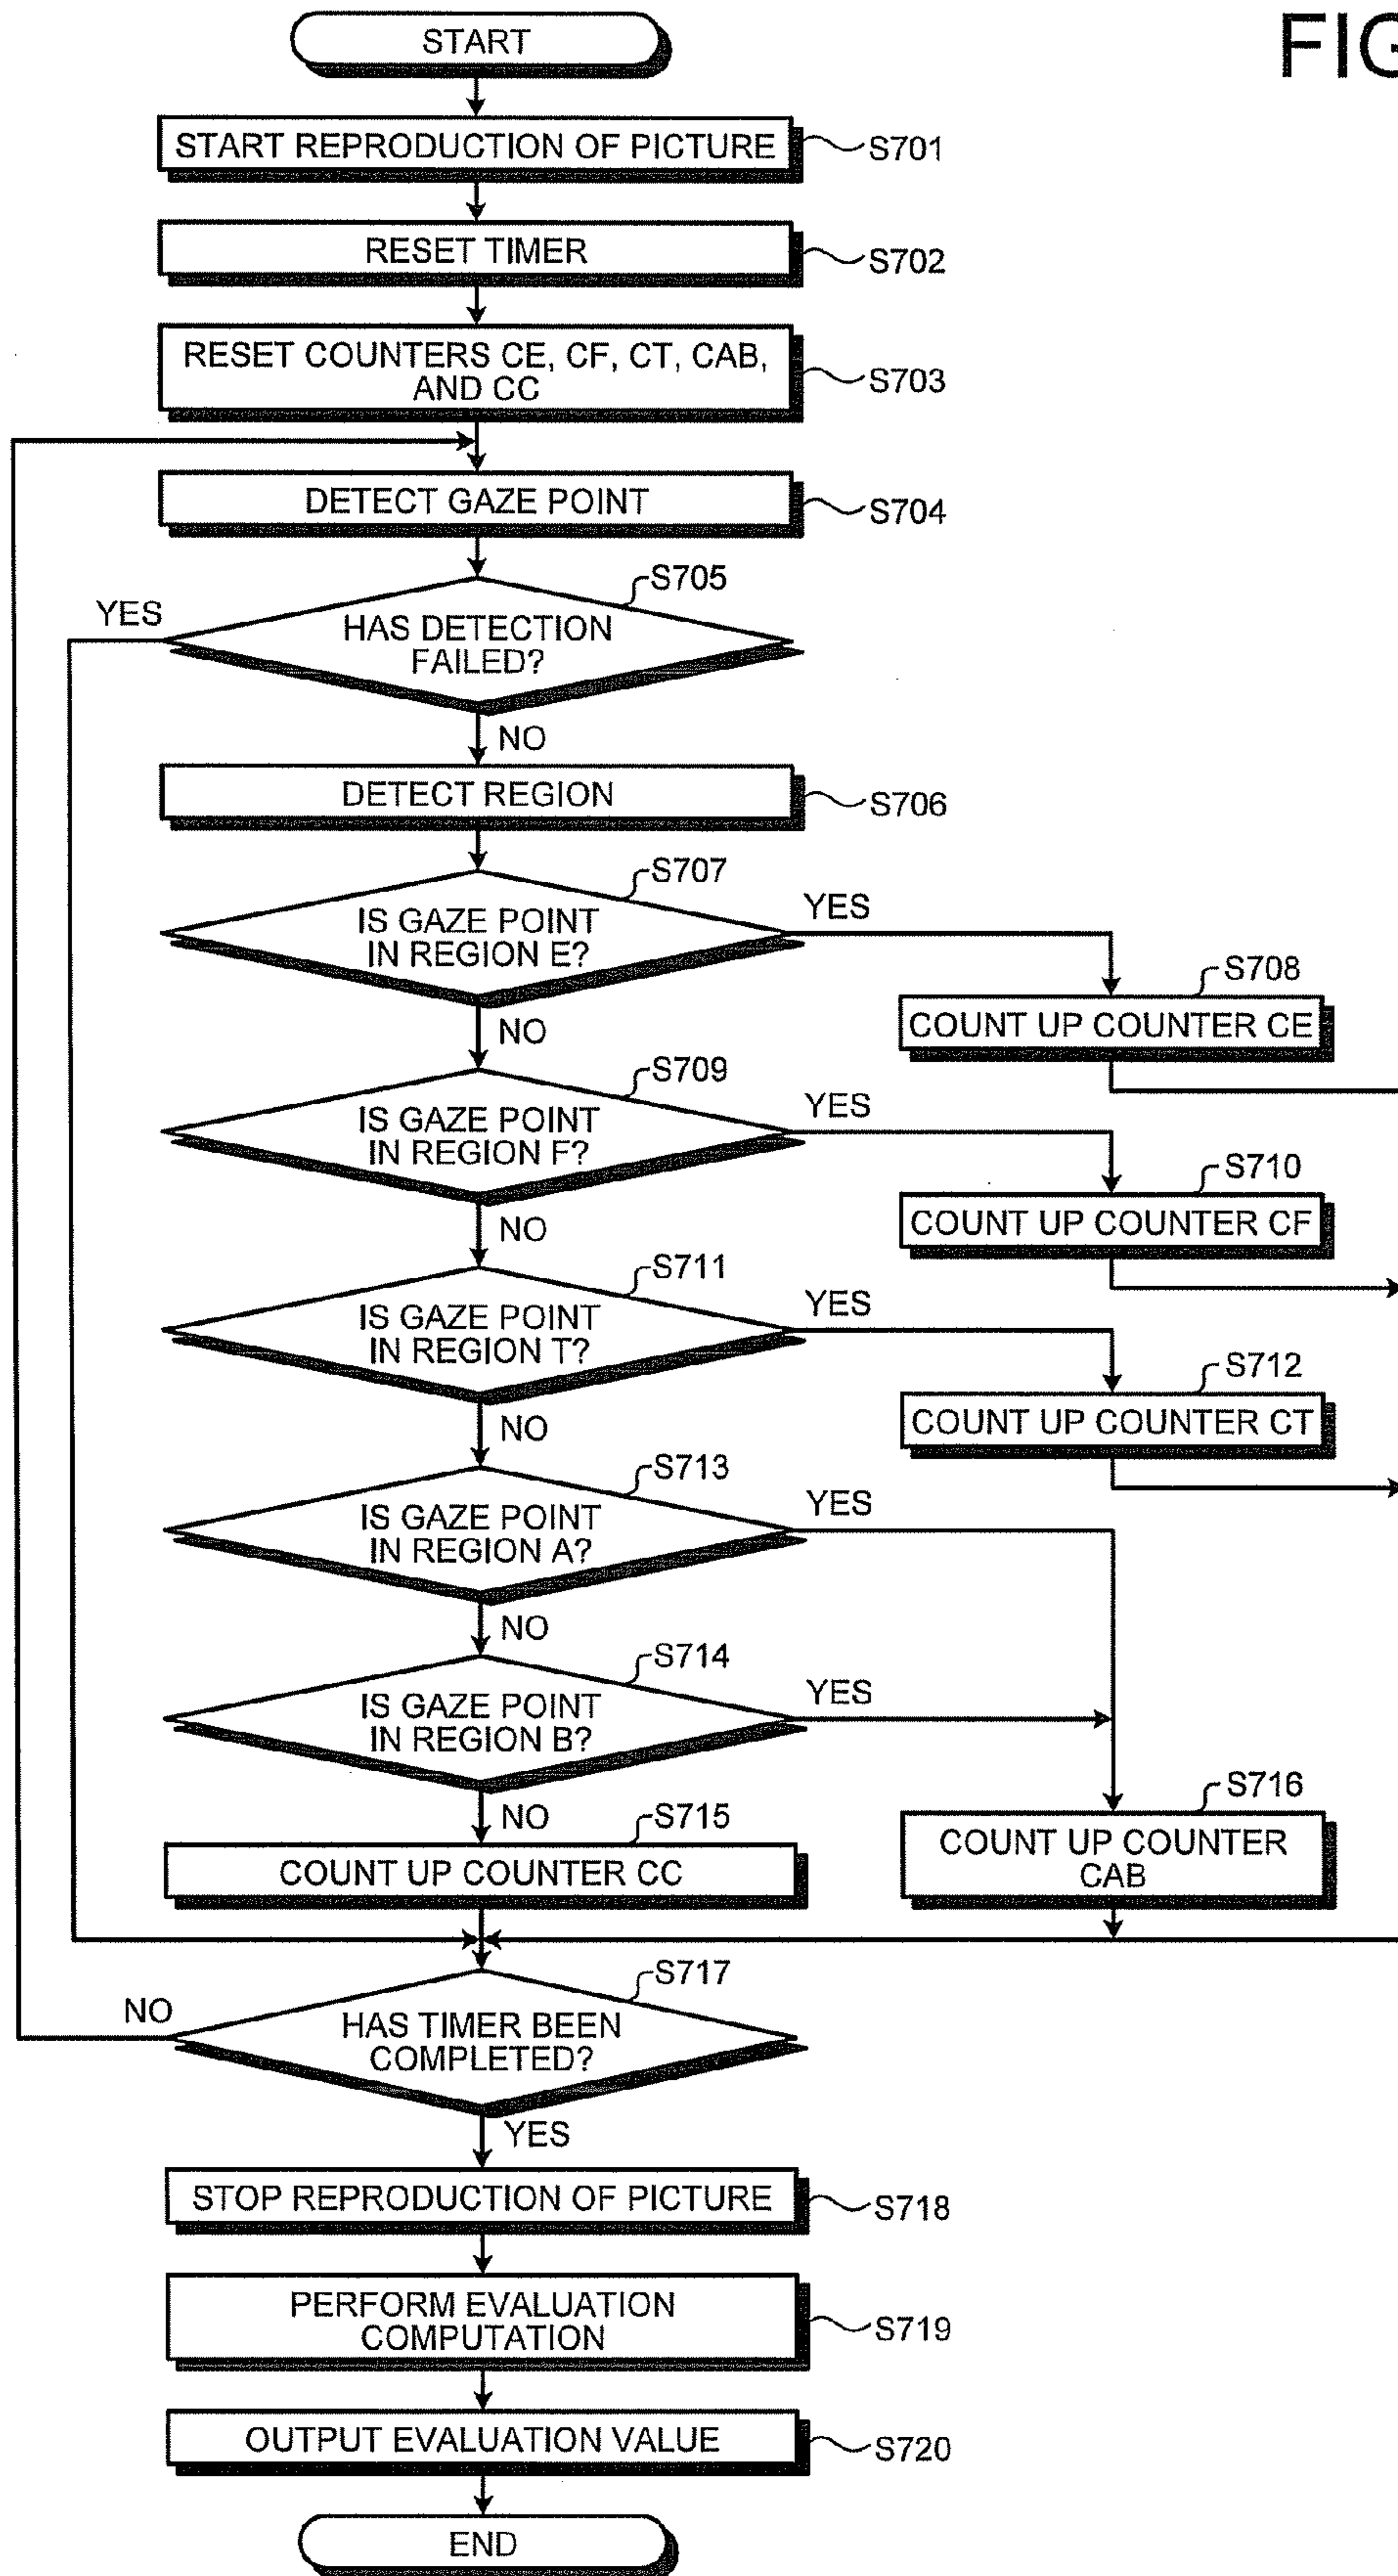 FIG
START
START REPRODUCTION OF PICTURE
S701
RESET TIMER
S702
RESET COUNTERS CE, CF, CT, CAB,
AND CC
S703
DETECT GAZE POINT
S704
S705
YES
HAS DETECTION
FAILED?
NO
DETECT REGION
S706
S707
IS GAZE POINT
IN REGION E?
YES
NO
S708
COUNT UP COUNTER CE
S709
IS GAZE POINT
IN REGION F?
YES
NO
S710
COUNT UP COUNTER CF
S711
IS GAZE POINT
IN REGION T?
YES
NO
S712
COUNT UP COUNTER CT
S713
IS GAZE POINT
IN REGION A?
YES
NO
S714
IS GAZE POINT
IN REGION B?
YES
NO
S715
COUNT UP COUNTER CC
S716
COUNT UP COUNTER
CAB
S717
NO
HAS TIMER BEEN
COMPLETED?
YES
STOP REPRODUCTION OF PICTURE
S718
PERFORM EVALUATION
COMPUTATION
S719
OUTPUT EVALUATION VALUE
S720
END